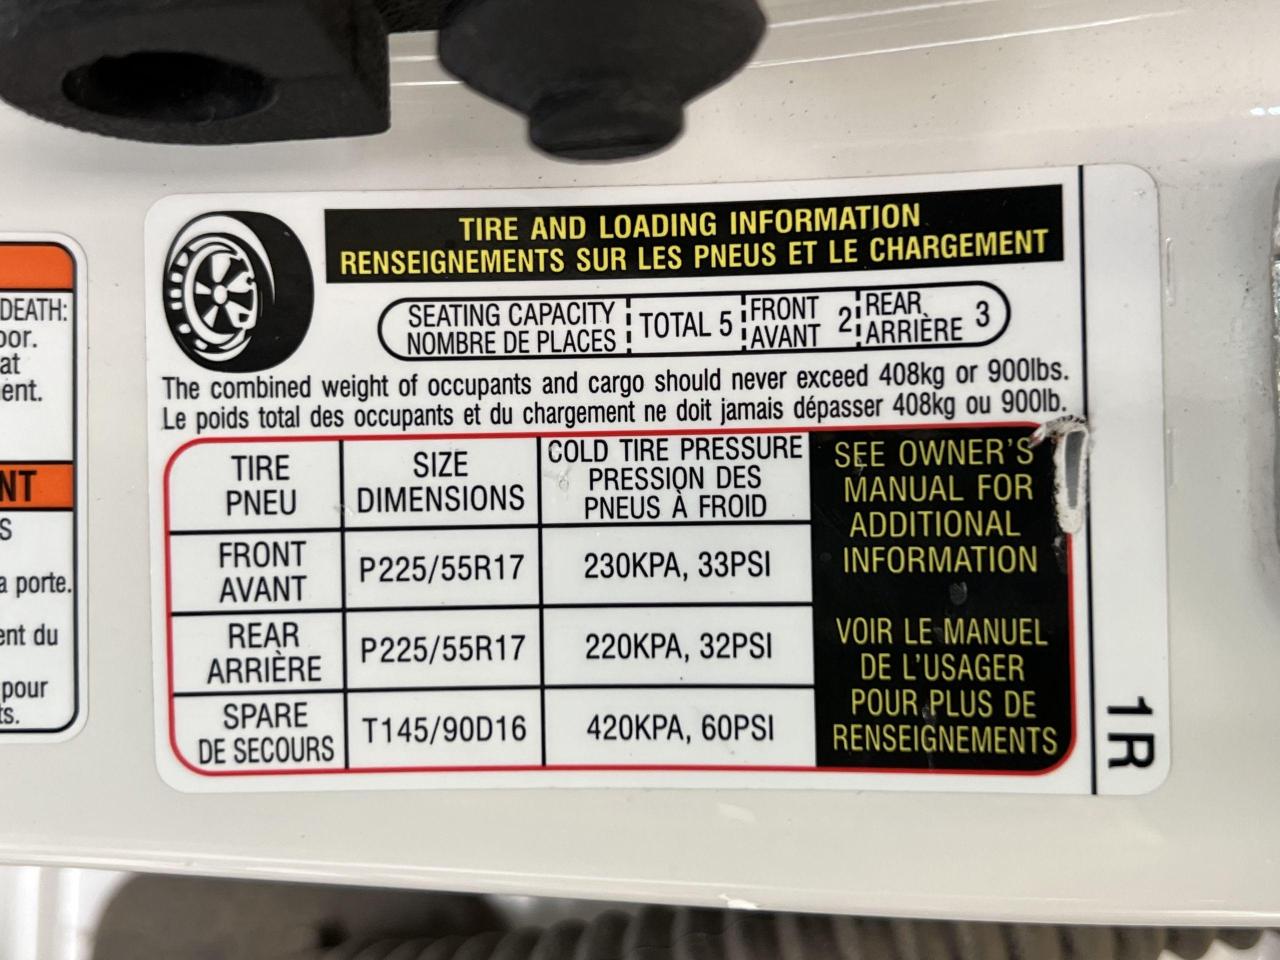 TIRE AND LOADING INFORMATION
RENSEIGNEMENTS SUR LES PNEUS ET LE CHARGEMENT
SEATING CAPACITY
NOMBRE DE PLACES
TOTAL 5
FRONT
AVANT 2
REAR
ARRIÈRE 3
The combined weight of occupants and cargo should never exceed 408kg or 900lbs.
Le poids total des occupants et du chargement ne doit jamais dépasser 408kg ou 900lb.
TIRE
PNEU
SIZE
DIMENSIONS
COLD TIRE PRESSURE
PRESSION DES
PNEUS À FROID
FRONT
AVANT
P225/55R17
230KPA, 33PSI
REAR
ARRIÈRE
P225/55R17
220KPA, 32PSI
SPARE
DE SECOURS
T145/90D16
420KPA, 60PSI
SEE OWNER'S
MANUAL FOR
ADDITIONAL
INFORMATION
VOIR LE MANUEL
DE L'USAGER
POUR PLUS DE
RENSEIGNEMENTS
1R
DEATH:
at
NT
S
a porte.
ent du
pour
ts.